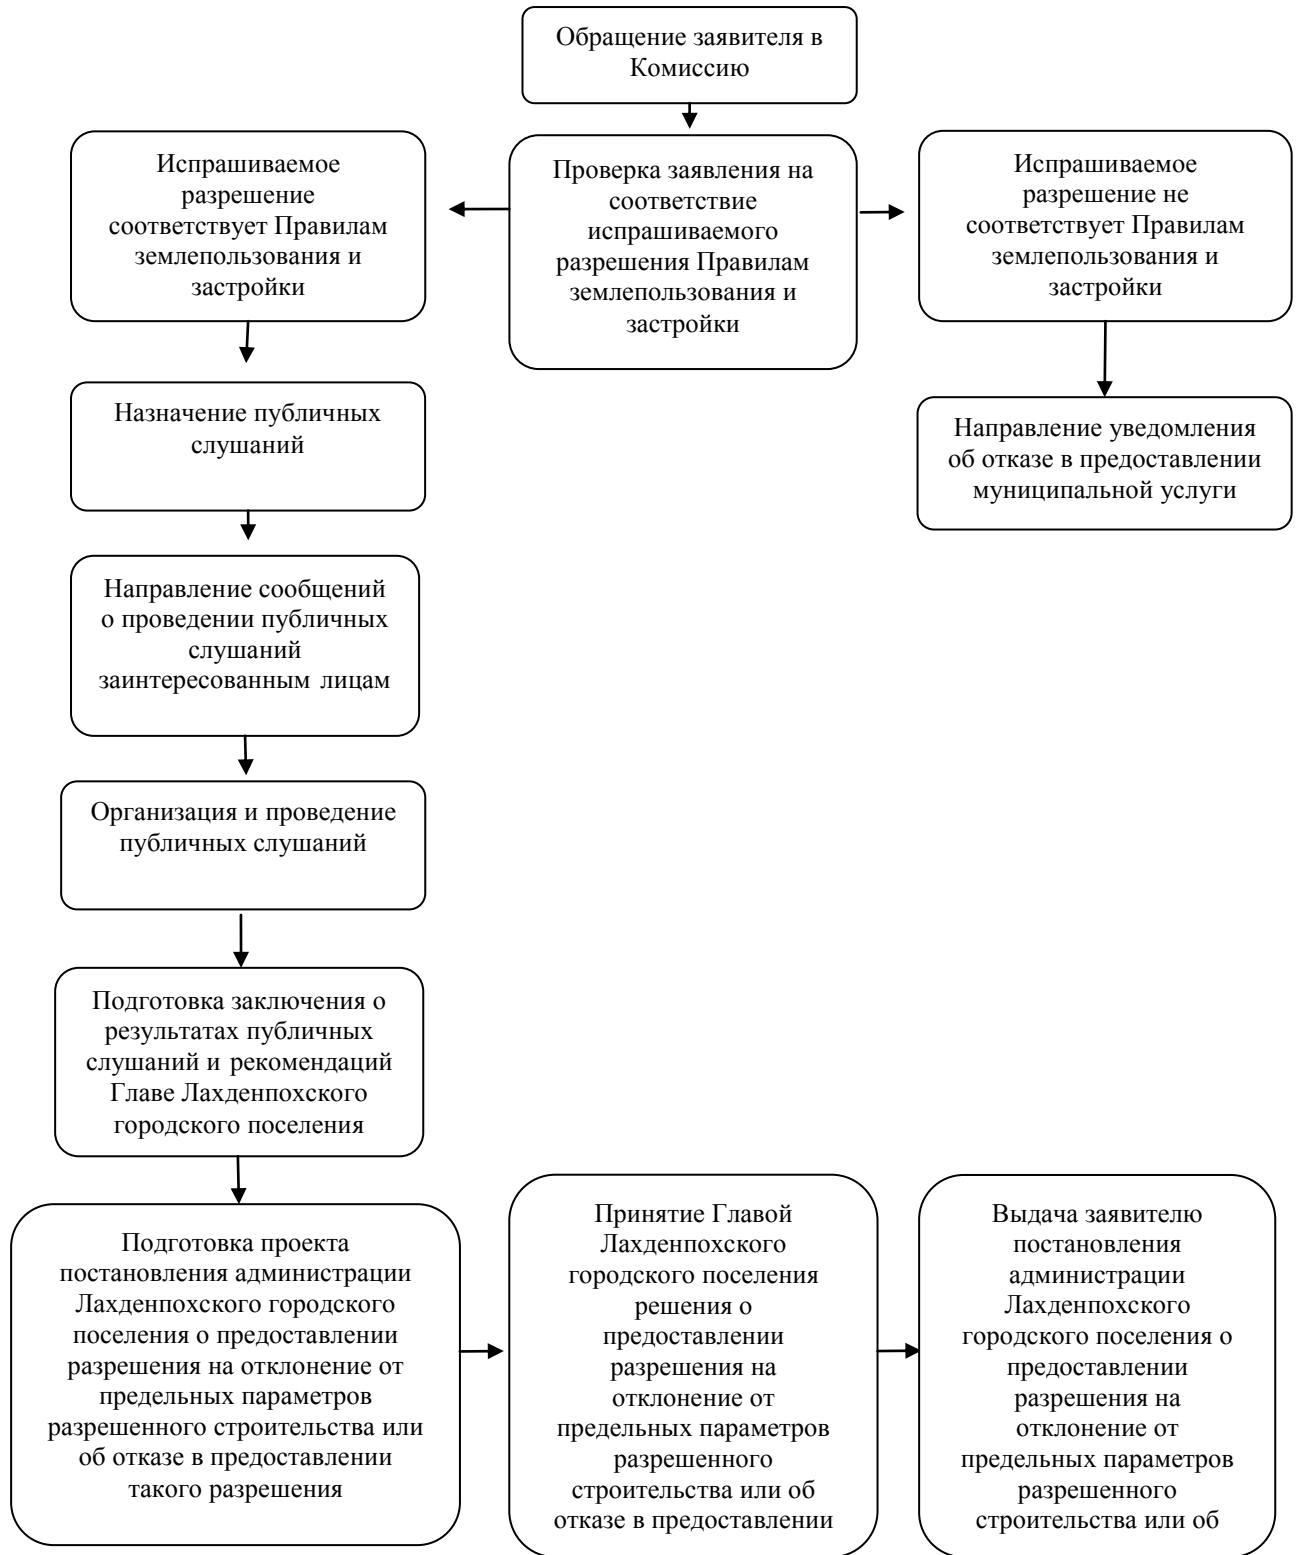 Обращение заявителя в
Комиссию
Испрашиваемое
разрешение
соответствует Правилам
землепользования и
застройки
Проверка заявления на
соответствие
испрашиваемого
разрешения Правилам
землепользования и
застройки
Испрашиваемое
разрешение не
соответствует Правилам
землепользования и
застройки
Назначение публичных
слушаний
Направление уведомления
об отказе в предоставлении
муниципальной услуги
Направление сообщений
о проведении публичных
слушаний
заинтересованным лицам
Организация и проведение
публичных слушаний
Подготовка заключения о
результатах публичных
слушаний и рекомендаций
Главе Лахденпохского
городского поселения
Подготовка проекта
постановления администрации
Лахденпохского городского
поселения о предоставлении
разрешения на отклонение от
предельных параметров
разрешенного строительства или
об отказе в предоставлении
такого разрешения
Принятие Главой
Лахденпохского
городского поселения
решения о
предоставлении
разрешения на
отклонение от
предельных параметров
разрешенного
строительства или об
отказе в предоставлении
Выдача заявителю
постановления
администрации
Лахденпохского
городского поселения о
предоставлении
разрешения на
отклонение от
предельных параметров
разрешенного
строительства или об